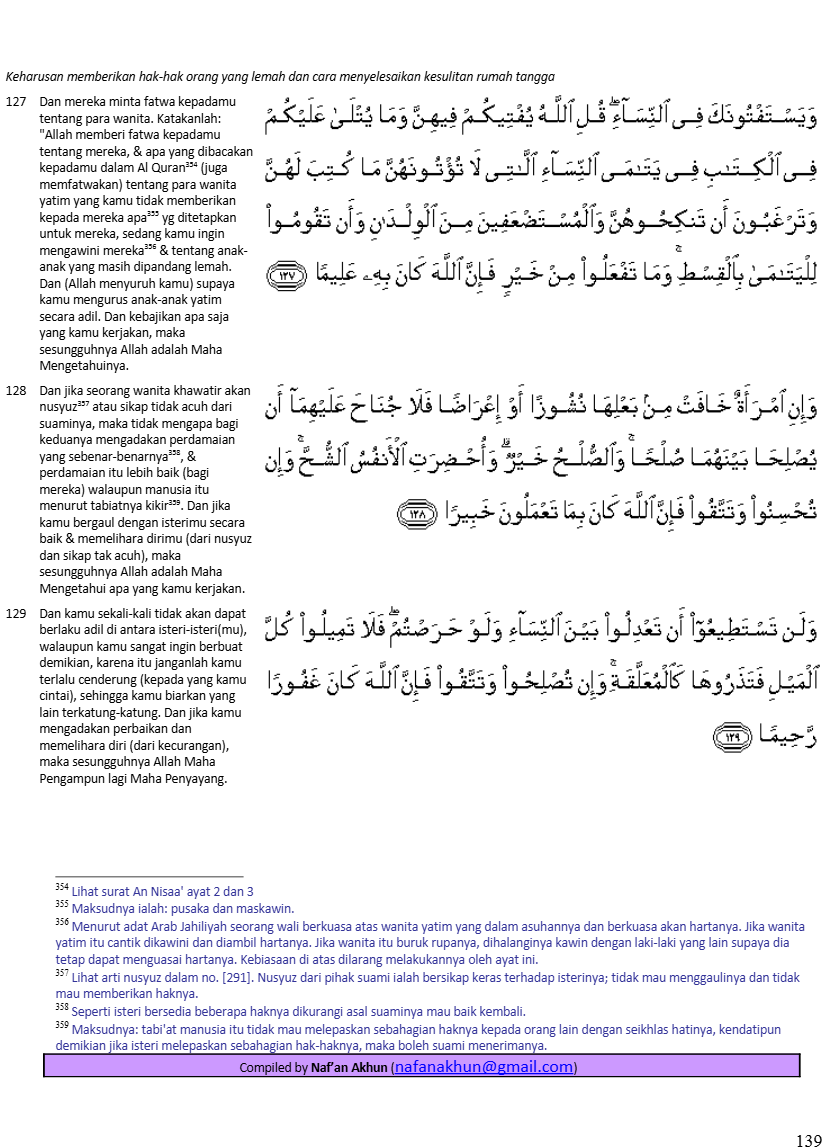 Keharusan memberikan hak-hak orang yang lemah dan cara menyelesaikan kesulitan rumah tangga
127 Dan mereka minta fatwa kepadamu
tentang para wanita. Katakanlah:
"Allah memberi fatwa kepadamu
tentang mereka, & apa yang dibacakan
kepadamu dalam Al Quran³⁵⁴ (juga
memfatwakan) tentang para wanita
yatim yang kamu tidak memberikan
kepada mereka apa³⁵⁵ yg ditetapkan
untuk mereka, sedang kamu ingin
mengawini mereka³⁵⁶ & tentang anak-
anak yang masih dipandang lemah.
Dan (Allah menyuruh kamu) supaya
kamu mengurus anak-anak yatim
secara adil. Dan kebajikan apa saja
yang kamu kerjakan, maka
sesungguhnya Allah adalah Maha
Mengetahuinya.
وَيَسْتَفْتُونَكَ فِى ٱلنِّسَآءِ ۖ قُلِ ٱللَّهُ يُفْتِيكُمْ فِيهِنَّ وَمَا يُتْلَىٰ عَلَيْكُمْ
فِى ٱلْكِتَـٰبِ فِى يَتَـٰمَى ٱلنِّسَآءِ ٱلَّـٰتِى لَا تُؤْتُونَهُنَّ مَا كُتِبَ لَهُنَّ
وَتَرْغَبُونَ أَن تَنكِحُوهُنَّ وَٱلْمُسْتَضْعَفِينَ مِنَ ٱلْوِلْدَٰنِ وَأَن تَقُومُوا۟
لِلْيَتَـٰمَىٰ بِٱلْقِسْطِ ۚ وَمَا تَفْعَلُوا۟ مِنْ خَيْرٍ فَإِنَّ ٱللَّهَ كَانَ بِهِۦ عَلِيمًا ١٢٧
128 Dan jika seorang wanita khawatir akan
nusyuz³⁵⁷ atau sikap tidak acuh dari
suaminya, maka tidak mengapa bagi
keduanya mengadakan perdamaian
yang sebenar-benarnya³⁵⁸, &
perdamaian itu lebih baik (bagi
mereka) walaupun manusia itu
menurut tabiatnya kikir³⁵⁹. Dan jika
kamu bergaul dengan isterimu secara
baik & memelihara dirimu (dari nusyuz
dan sikap tak acuh), maka
sesungguhnya Allah adalah Maha
Mengetahui apa yang kamu kerjakan.
وَإِنِ ٱمْرَأَةٌ خَافَتْ مِنۢ بَعْلِهَا نُشُوزًا أَوْ إِعْرَاضًا فَلَا جُنَاحَ عَلَيْهِمَآ أَن
يُصْلِحَا بَيْنَهُمَا صُلْحًا ۚ وَٱلصُّلْحُ خَيْرٌ ۗ وَأُحْضِرَتِ ٱلْأَنفُسُ ٱلشُّحَّ ۚ وَإِن
تُحْسِنُوا۟ وَتَتَّقُوا۟ فَإِنَّ ٱللَّهَ كَانَ بِمَا تَعْمَلُونَ خَبِيرًا ١٢٨
129 Dan kamu sekali-kali tidak akan dapat
berlaku adil di antara isteri-isteri(mu),
walaupun kamu sangat ingin berbuat
demikian, karena itu janganlah kamu
terlalu cenderung (kepada yang kamu
cintai), sehingga kamu biarkan yang
lain terkatung-katung. Dan jika kamu
mengadakan perbaikan dan
memelihara diri (dari kecurangan),
maka sesungguhnya Allah Maha
Pengampun lagi Maha Penyayang.
وَلَن تَسْتَطِيعُوٓا۟ أَن تَعْدِلُوا۟ بَيْنَ ٱلنِّسَآءِ وَلَوْ حَرَصْتُمْ ۖ فَلَا تَمِيلُوا۟ كُلَّ
ٱلْمَيْلِ فَتَذَرُوهَا كَٱلْمُعَلَّقَةِ ۚ وَإِن تُصْلِحُوا۟ وَتَتَّقُوا۟ فَإِنَّ ٱللَّهَ كَانَ غَفُورًا
رَّحِيمًا ١٢٩
³⁵⁴ Lihat surat An Nisaa' ayat 2 dan 3
³⁵⁵ Maksudnya ialah: pusaka dan maskawin.
³⁵⁶ Menurut adat Arab Jahiliyah seorang wali berkuasa atas wanita yatim yang dalam asuhannya dan berkuasa akan hartanya. Jika wanita
yatim itu cantik dikawini dan diambil hartanya. Jika wanita itu buruk rupanya, dihalanginya kawin dengan laki-laki yang lain supaya dia
tetap dapat menguasai hartanya. Kebiasaan di atas dilarang melakukannya oleh ayat ini.
³⁵⁷ Lihat arti nusyuz dalam no. [291]. Nusyuz dari pihak suami ialah bersikap keras terhadap isterinya; tidak mau menggaulinya dan tidak
mau memberikan haknya.
³⁵⁸ Seperti isteri bersedia beberapa haknya dikurangi asal suaminya mau baik kembali.
³⁵⁹ Maksudnya: tabi'at manusia itu tidak mau melepaskan sebahagian haknya kepada orang lain dengan seikhlas hatinya, kendatipun
demikian jika isteri melepaskan sebahagian hak-haknya, maka boleh suami menerimanya.
Compiled by Naf’an Akhun (nafanakhun@gmail.com)
139